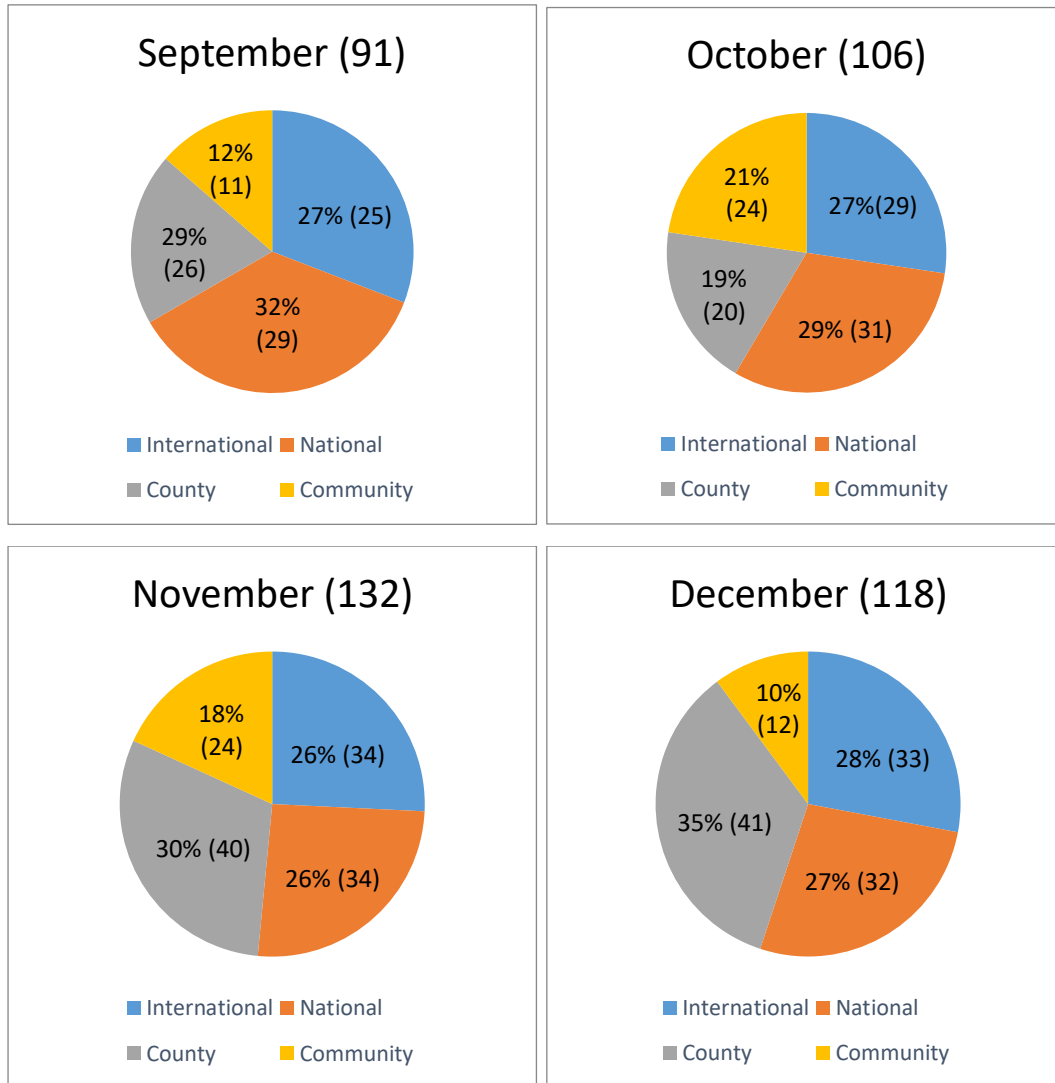 September (91)
12%
(11)
27% (25)
29%
(26)
32%
(29)
International National
County Community
October (106)
21%
(24)
27%(29)
19%
(20)
29% (31)
International National
County Community
November (132)
18%
(24)
26% (34)
30% (40)
26% (34)
International National
County Community
December (118)
10%
(12)
28% (33)
35% (41)
27% (32)
International National
County Community